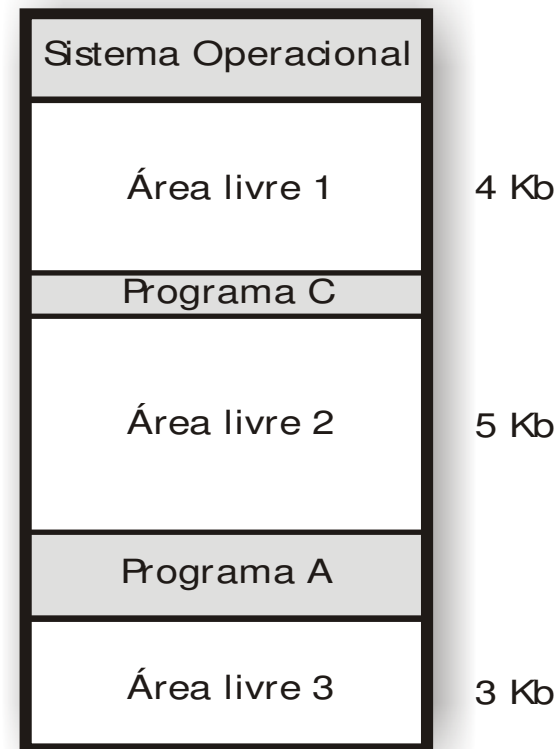 Sistema Operacional
Área livre 1 4 Kb
Programa C
Área livre 2 5 Kb
Programa A
Área livre 3 3 Kb